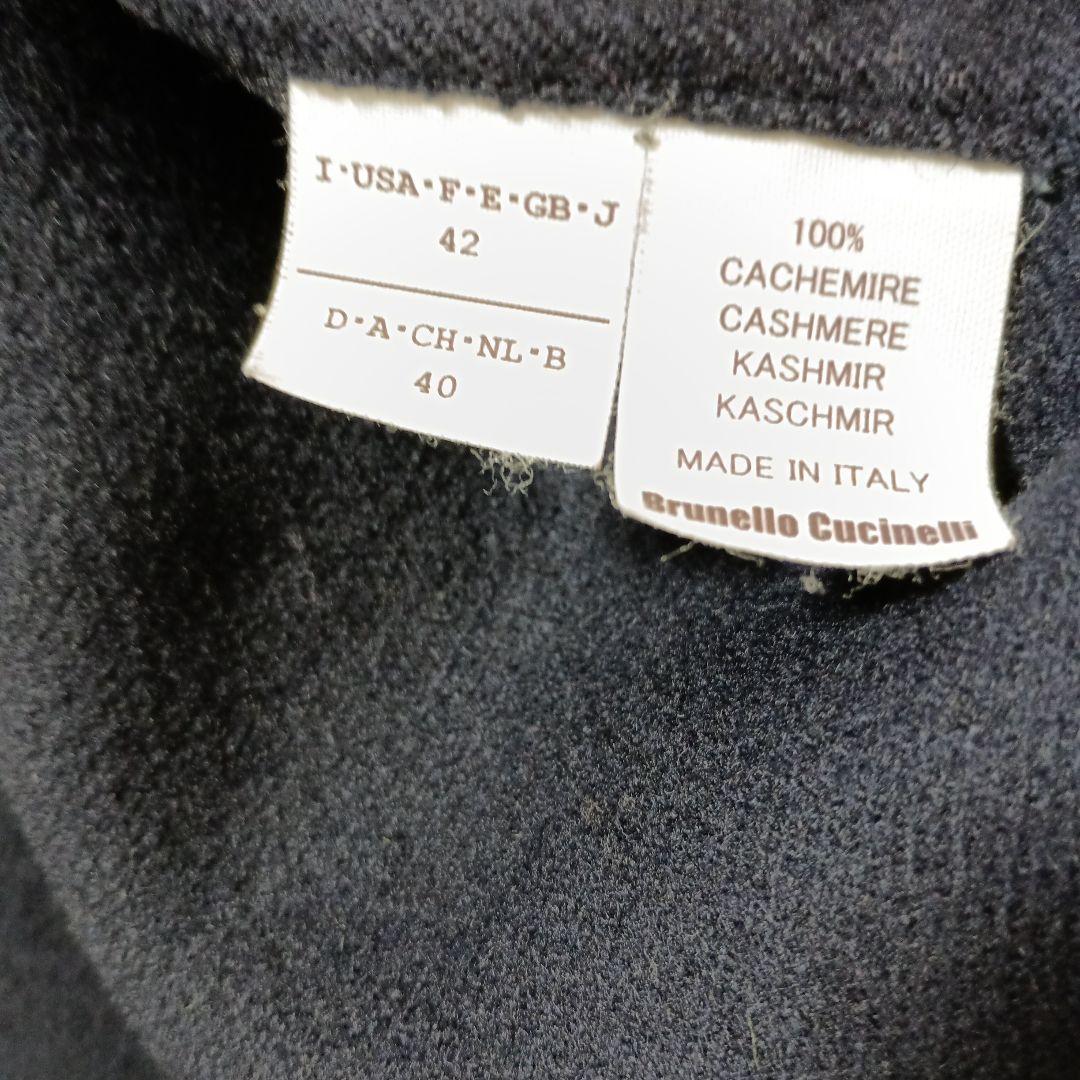 I·USA·F·E·GB·J
42
D·A·CH·NL·B
40
100%
CACHEMIRE
CASHMERE
KASHMIR
KASCHMIR
MADE IN ITALY
Brunello Cucinelli